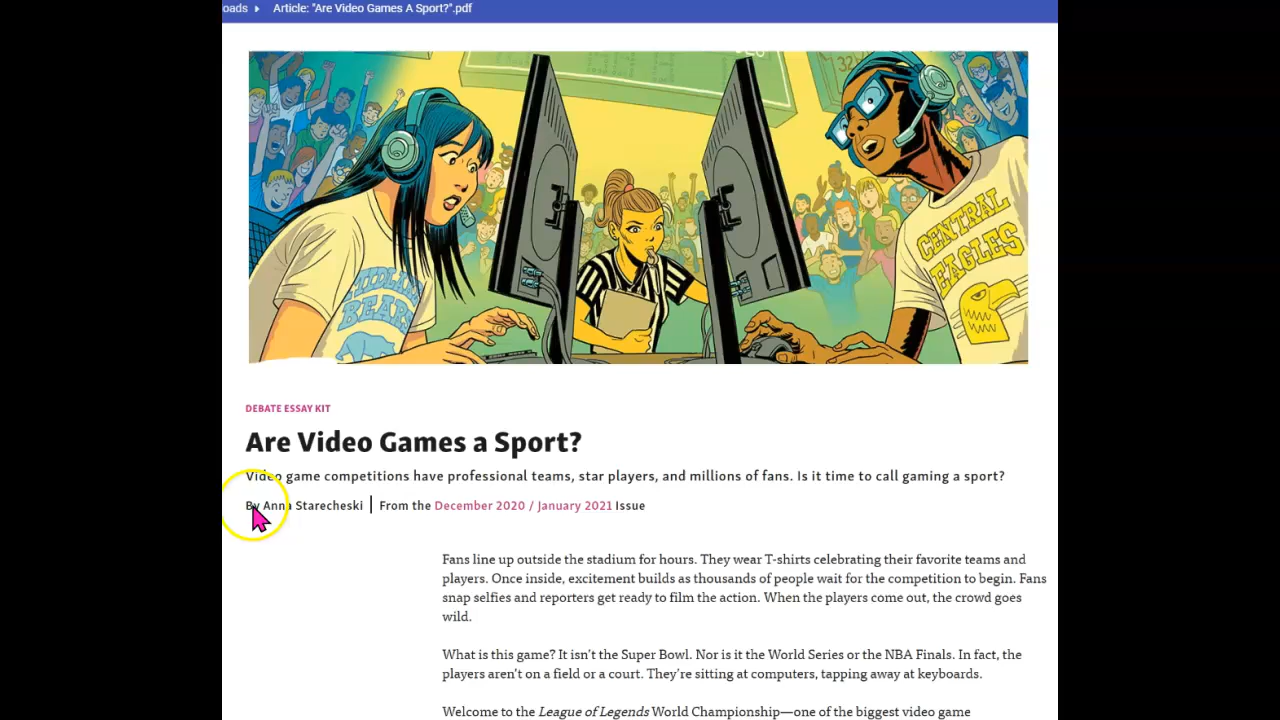 oads ▸ Article: "Are Video Games A Sport?".pdf
MIDLAND
BEARS
CENTRAL
EAGLES
DEBATE ESSAY KIT
Are Video Games a Sport?
Video game competitions have professional teams, star players, and millions of fans. Is it time to call gaming a sport?
By Anna Starecheski | From the December 2020 / January 2021 Issue
Fans line up outside the stadium for hours. They wear T-shirts celebrating their favorite teams and
players. Once inside, excitement builds as thousands of people wait for the competition to begin. Fans
snap selfies and reporters get ready to film the action. When the players come out, the crowd goes
wild.
What is this game? It isn't the Super Bowl. Nor is it the World Series or the NBA Finals. In fact, the
players aren't on a field or a court. They're sitting at computers, tapping away at keyboards.
Welcome to the League of Legends World Championship—one of the biggest video game